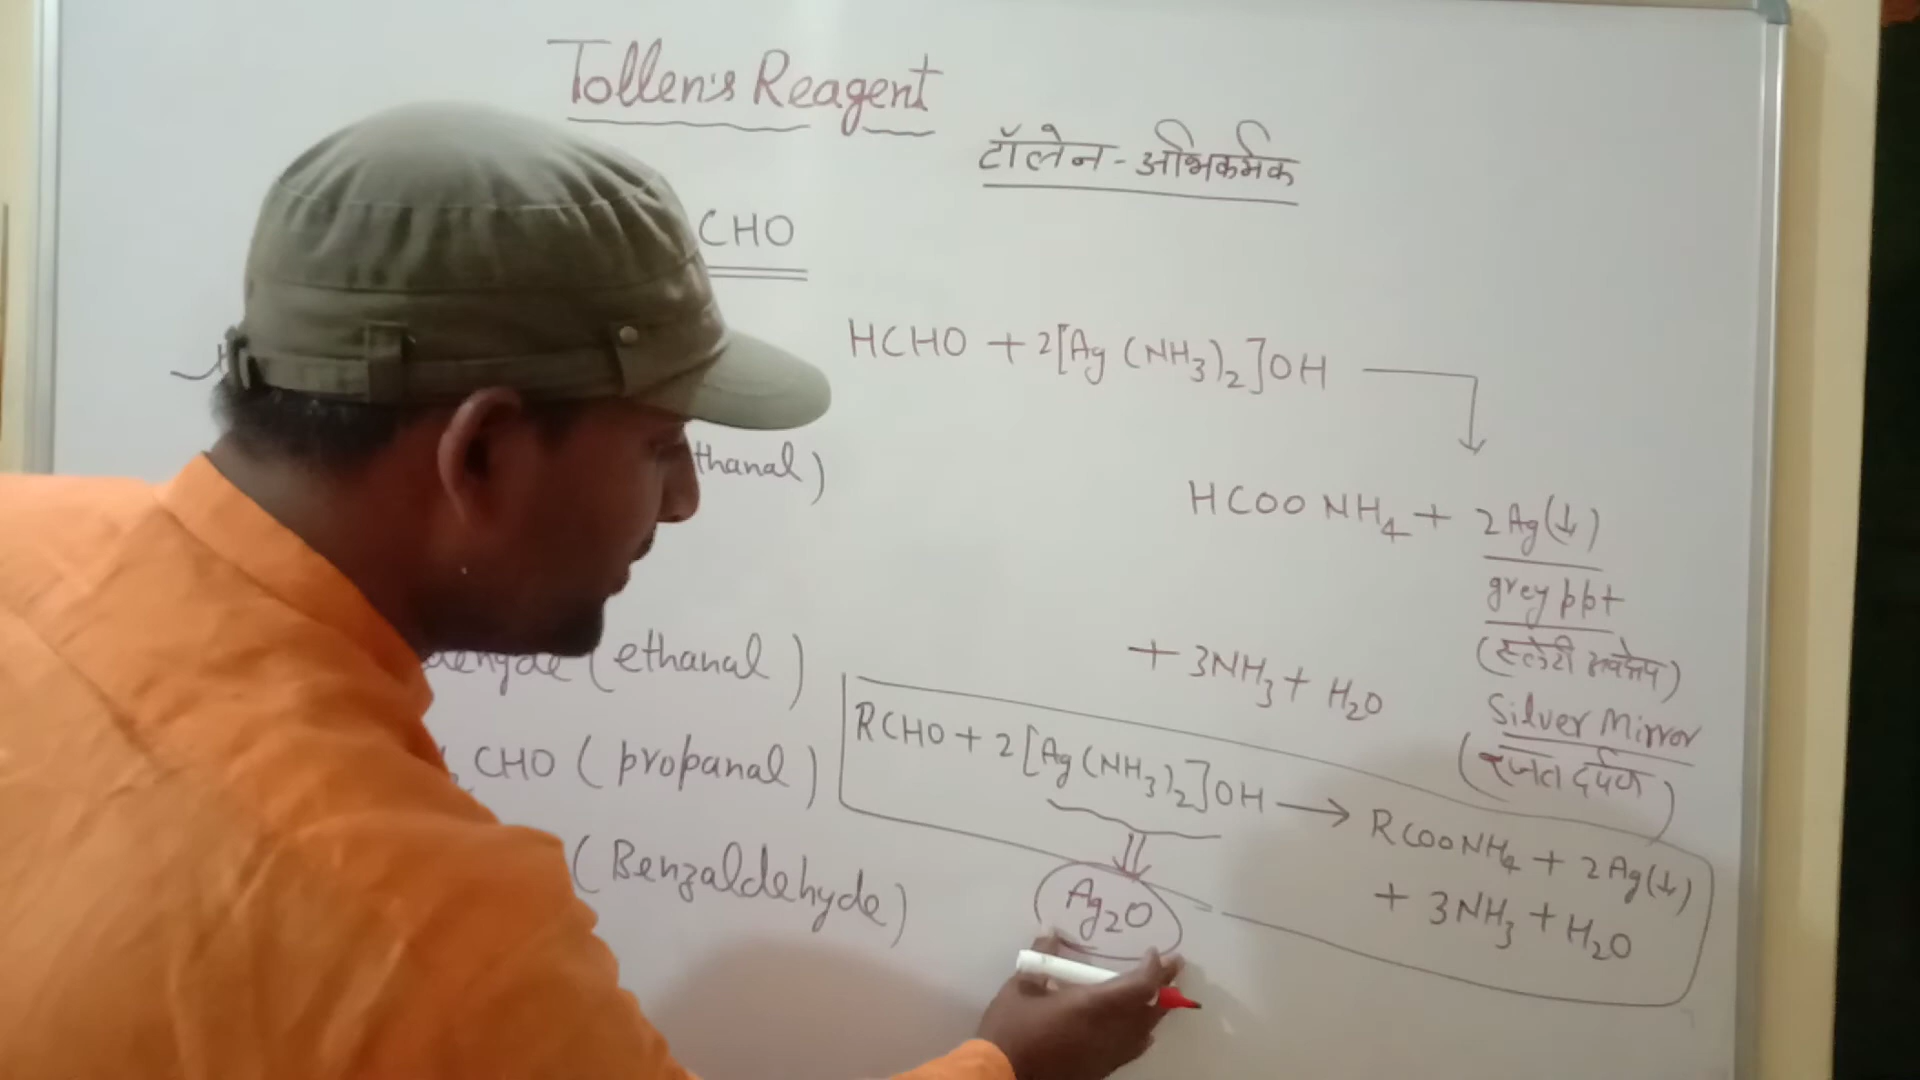 Tollen's Reagent
टॉलेन - अभिकर्मक
CHO
HCHO + 2[Ag(NH3)2]OH ⟶
thanal)
HCOONH4 + 2Ag(↓)
grey ppt
(स्लेटी अवक्षेप)
+ 3NH3 + H2O
Silver Mirror
(रजत दर्पण)
(ethanal)
RCHO + 2[Ag(NH3)2]OH ⟶ RCOONH4 + 2Ag(↓)
+ 3NH3 + H2O
CHO (propanal)
(Benzaldehyde)
Ag2O